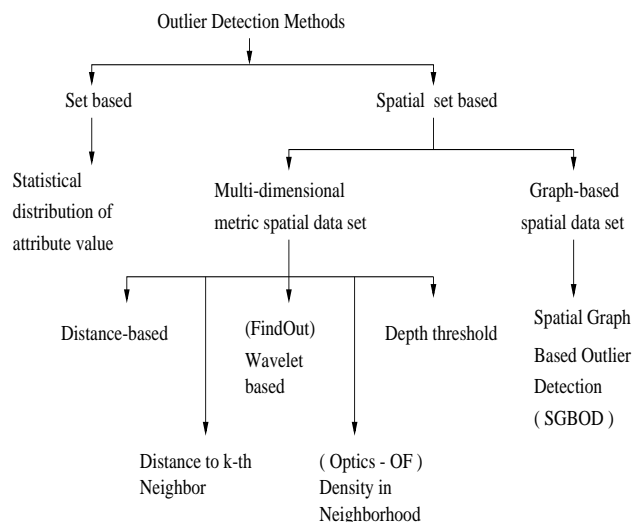 Outlier Detection Methods
Set based
Spatial set based
Statistical
distribution of
attribute value
Multi-dimensional
metric spatial data set
Graph-based
spatial data set
Distance-based
(FindOut)
Wavelet
based
Depth threshold
Spatial Graph
Based Outlier
Detection
( SGBOD )
Distance to k-th
Neighbor
( Optics - OF )
Density in
Neighborhood